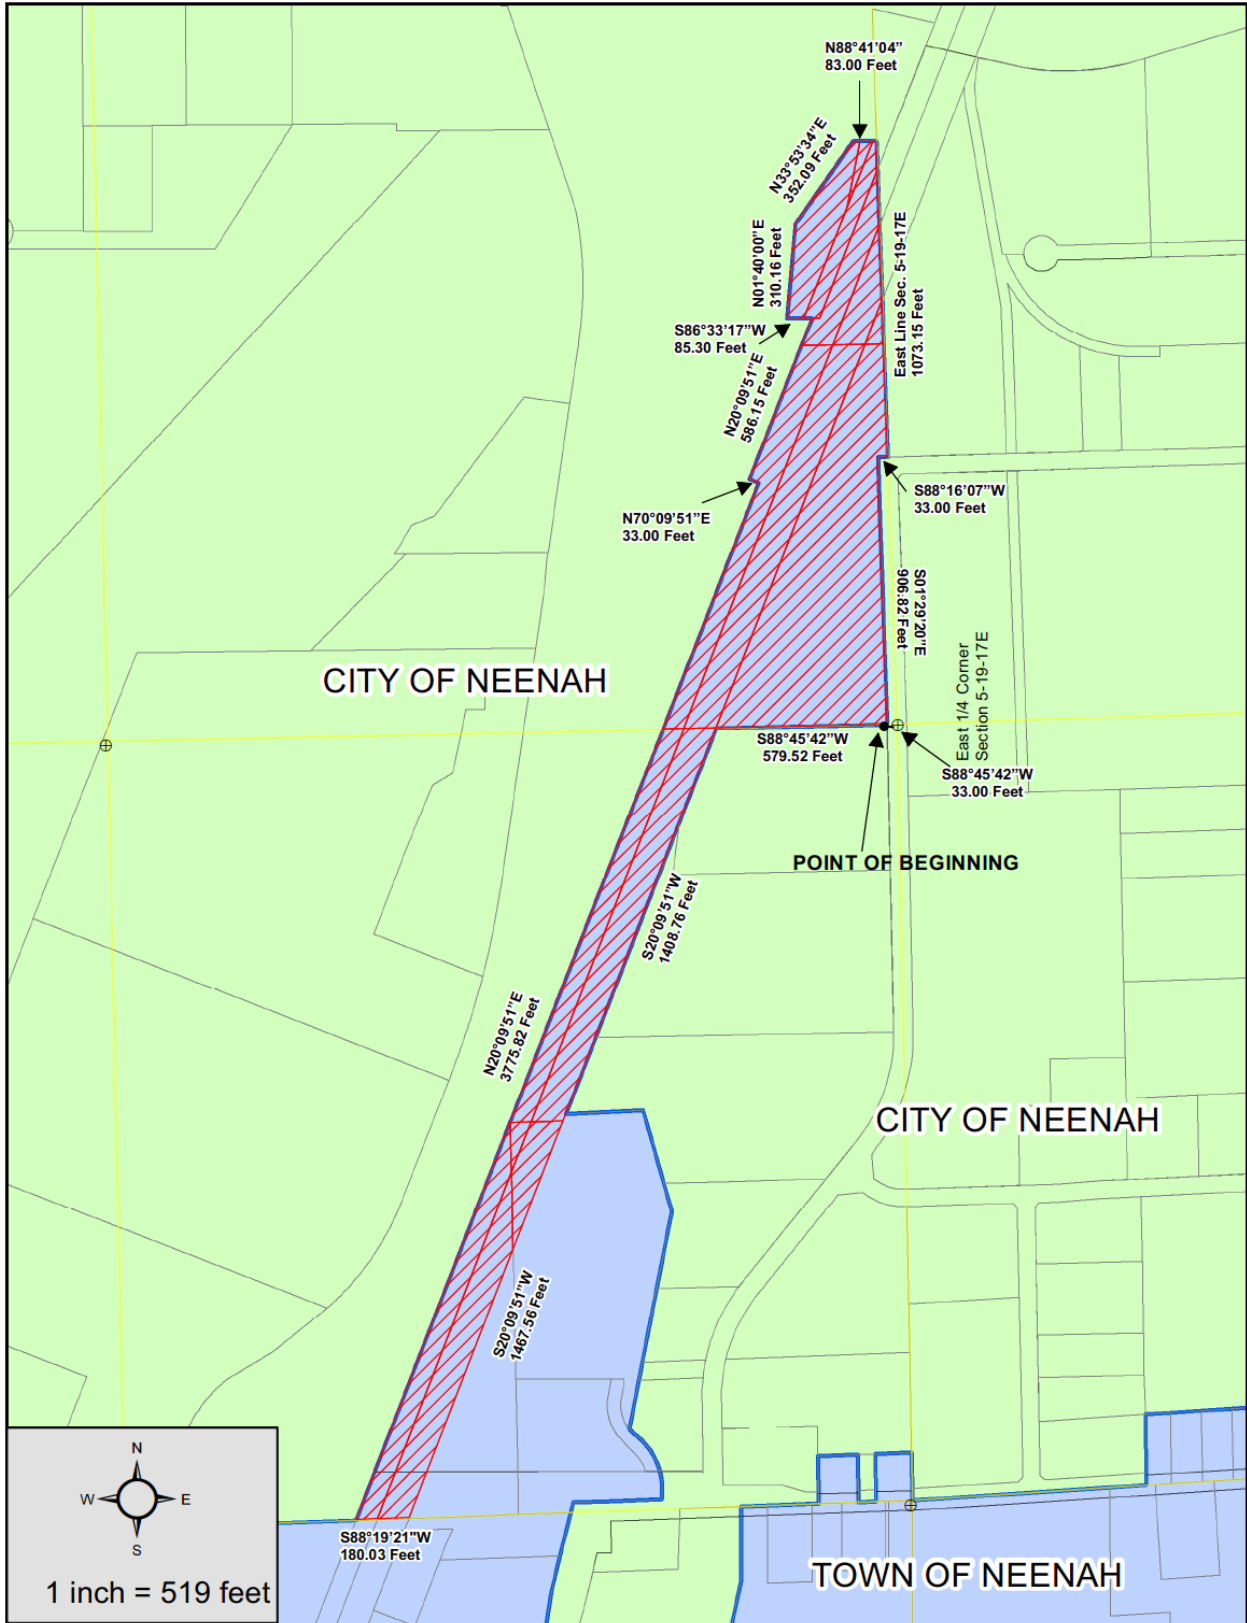 N88°41'04"
83.00 Feet
N33°53'34"E
352.09 Feet
N01°40'00"E
310.16 Feet
East Line Sec. 5-19-17E
1073.15 Feet
S86°33'17"W
85.30 Feet
N20°09'51"E
586.15 Feet
S88°16'07"W
33.00 Feet
N70°09'51"E
33.00 Feet
S01°29'20"E
906.82 Feet
East 1/4 Corner
Section 5-19-17E
CITY OF NEENAH
S88°45'42"W
579.52 Feet
S88°45'42"W
33.00 Feet
POINT OF BEGINNING
S20°09'51"W
1408.76 Feet
N20°09'51"E
3775.82 Feet
CITY OF NEENAH
S20°09'51"W
1467.56 Feet
N
W
E
S
1 inch = 519 feet
S88°19'21"W
180.03 Feet
TOWN OF NEENAH